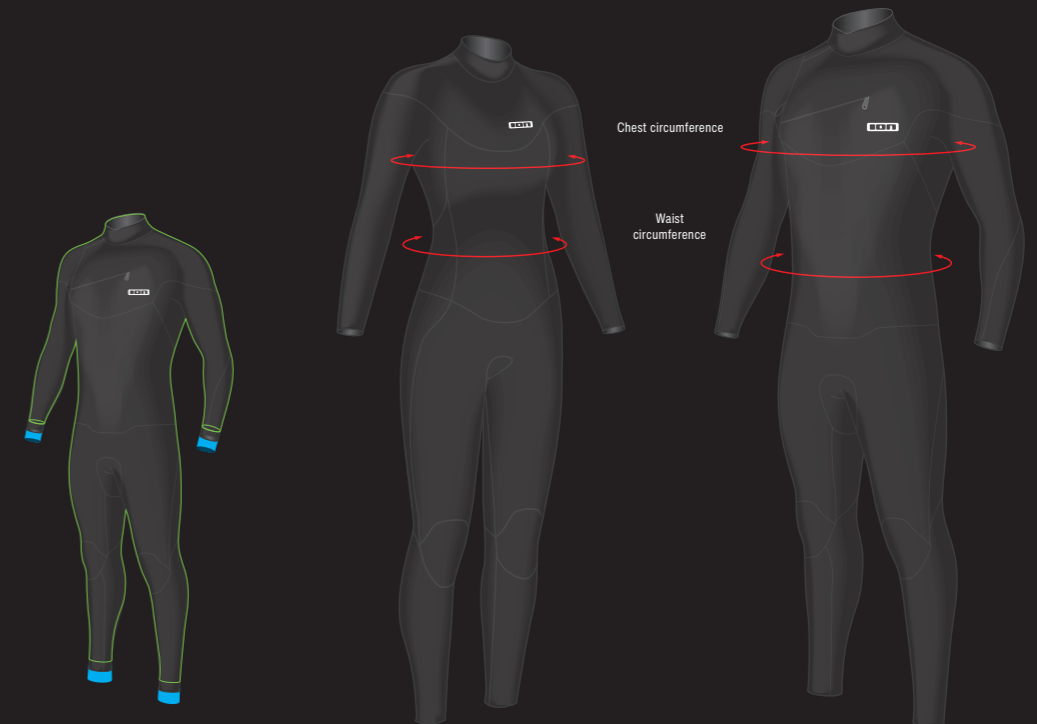 ION
ION
ION
Chest circumference
Waist
circumference